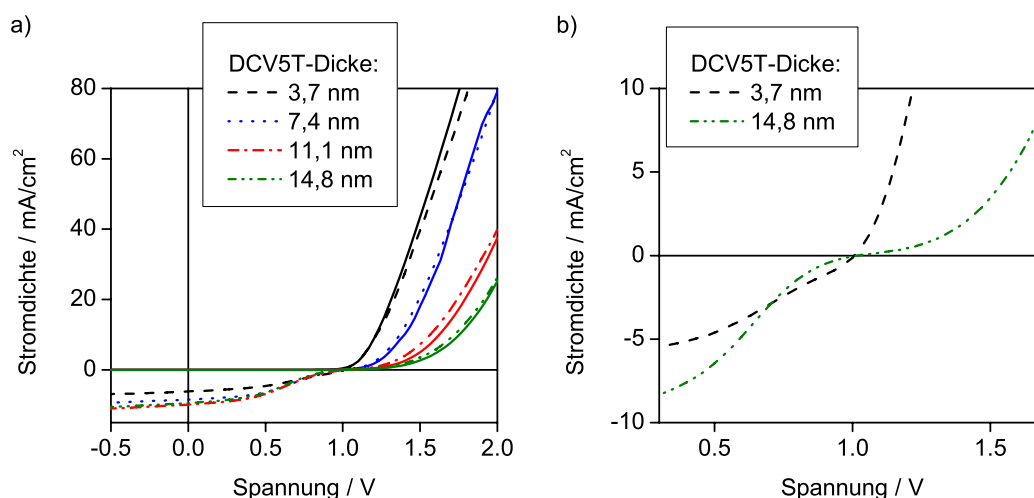 a)
DCV5T-Dicke:
3,7 nm
7,4 nm
11,1 nm
14,8 nm
80
60
40
20
0
-0.5
0.0
0.5
1.0
1.5
2.0
Stromdichte / mA/cm²
Spannung / V
b)
DCV5T-Dicke:
3,7 nm
14,8 nm
10
5
0
-5
-10
0.5
1.0
1.5
Stromdichte / mA/cm²
Spannung / V